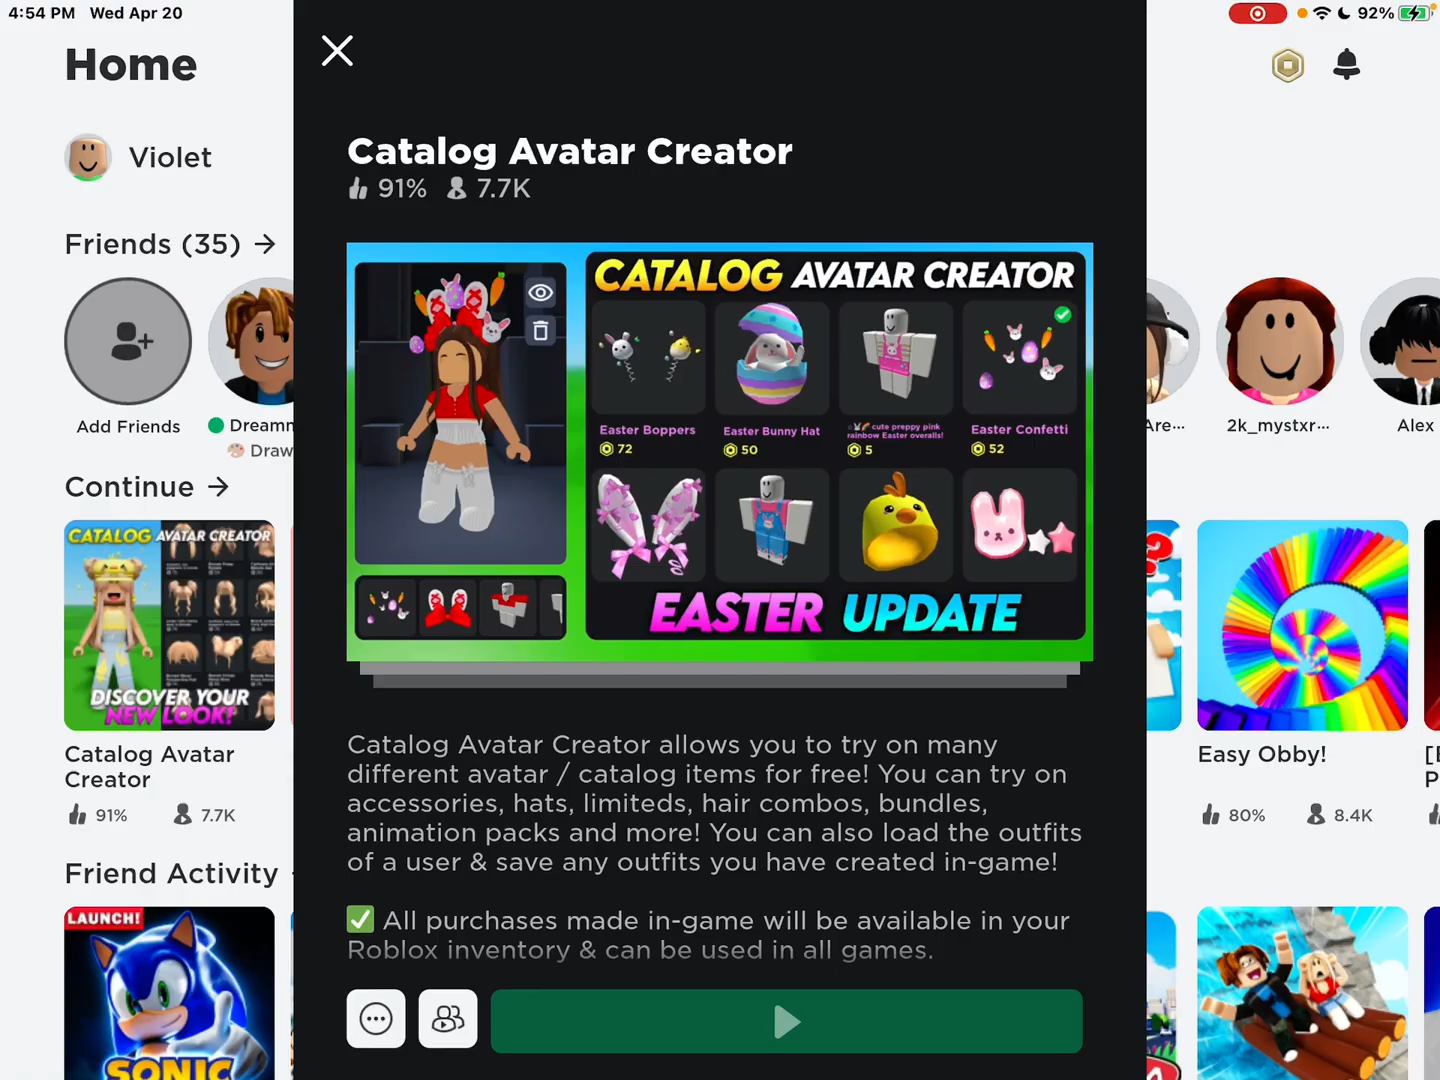 4:54 PM Wed Apr 20
92%
Home
Violet
Friends (35) →
Add Friends
Dreamn
Draw
Are...
2k_mystxr...
Alex
Continue →
CATALOG AVATAR CREATOR
DISCOVER YOUR
NEW LOOK!
Catalog Avatar
Creator
91% 7.7K
Friend Activity
LAUNCH!
SONIC
Catalog Avatar Creator
91% 7.7K
CATALOG AVATAR CREATOR
Easter Boppers
72
Easter Bunny Hat
50
cute preppy pink
rainbow Easter overalls!
5
Easter Confetti
52
EASTER UPDATE
Catalog Avatar Creator allows you to try on many
different avatar / catalog items for free! You can try on
accessories, hats, limiteds, hair combos, bundles,
animation packs and more! You can also load the outfits
of a user & save any outfits you have created in-game!
✅ All purchases made in-game will be available in your
Roblox inventory & can be used in all games.
Easy Obby!
80% 8.4K
[E
P